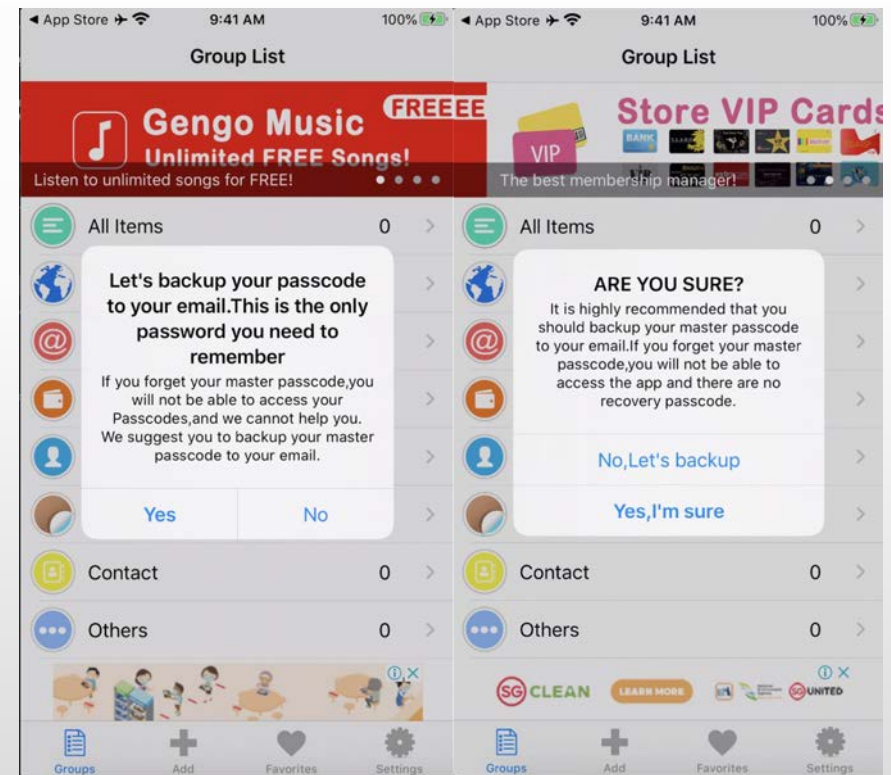 ◄ App Store
9:41 AM
100%
Group List
Gengo Music
FREEEE
Unlimited FREE Songs!
Listen to unlimited songs for FREE!
All Items
0
Let's backup your passcode
to your email.This is the only
password you need to
remember
If you forget your master passcode,you
will not be able to access your
Passcodes,and we cannot help you.
We suggest you to backup your master
passcode to your email.
Yes
No
Contact
0
Others
0
Groups
Add
Favorites
Settings
◄ App Store
9:41 AM
100%
Group List
Store VIP Cards
BANK
VIP
The best membership manager!
All Items
0
ARE YOU SURE?
It is highly recommended that you
should backup your master passcode
to your email.If you forget your master
passcode,you will not be able to
access the app and there are no
recovery passcode.
No,Let's backup
Yes,I'm sure
Contact
0
Others
0
SG CLEAN
LEARN MORE
SG UNITED
Groups
Add
Favorites
Settings